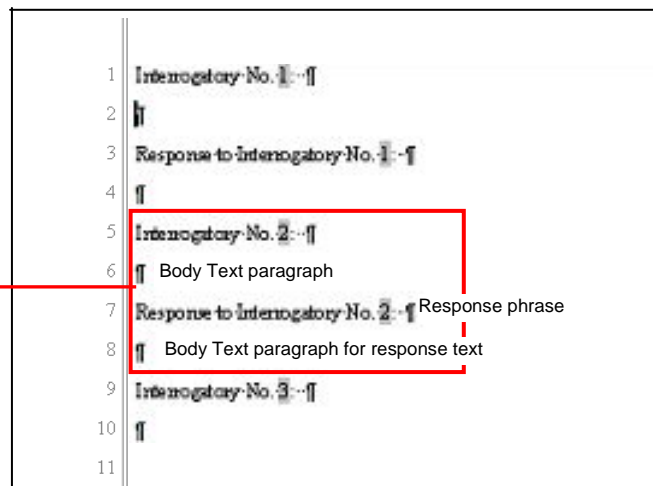 1 Interrogatory No. 1: ¶
2 ¶
3 Response to Interrogatory No. 1: ¶
4 ¶
5 Interrogatory No. 2: ¶
6 ¶ Body Text paragraph
7 Response to Interrogatory No. 2: ¶ Response phrase
8 ¶ Body Text paragraph for response text
9 Interrogatory No. 3: ¶
10 ¶
11